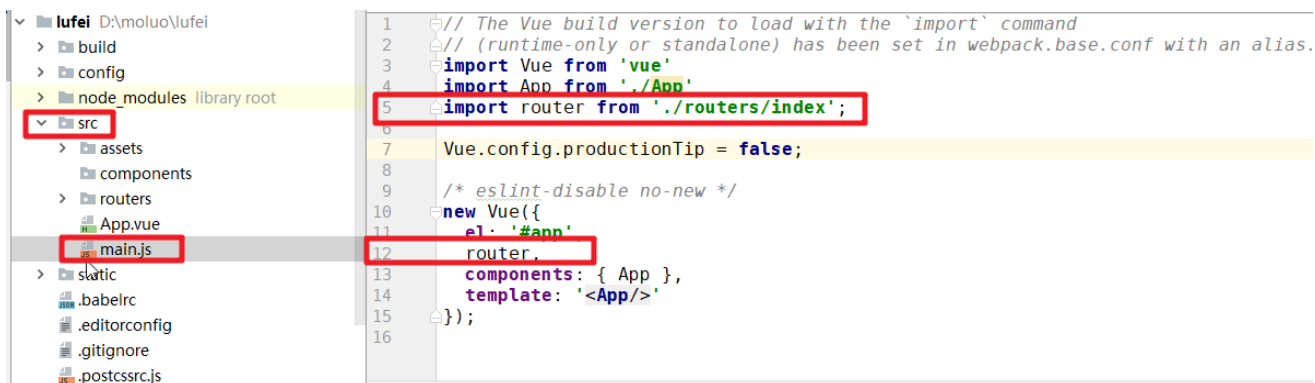 lufei D:\moluo\lufei
build
config
node_modules library root
src
assets
components
routers
App.vue
main.js
static
.babelrc
.editorconfig
.gitignore
.postcssrc.js
1 // The Vue build version to load with the `import` command
2 // (runtime-only or standalone) has been set in webpack.base.conf with an alias.
3 import Vue from 'vue'
4 import App from './App'
5 import router from './routers/index';
6
7 Vue.config.productionTip = false;
8
9 /* eslint-disable no-new */
10 new Vue({
11 el: '#app',
12 router,
13 components: { App },
14 template: '<App/>'
15 });
16